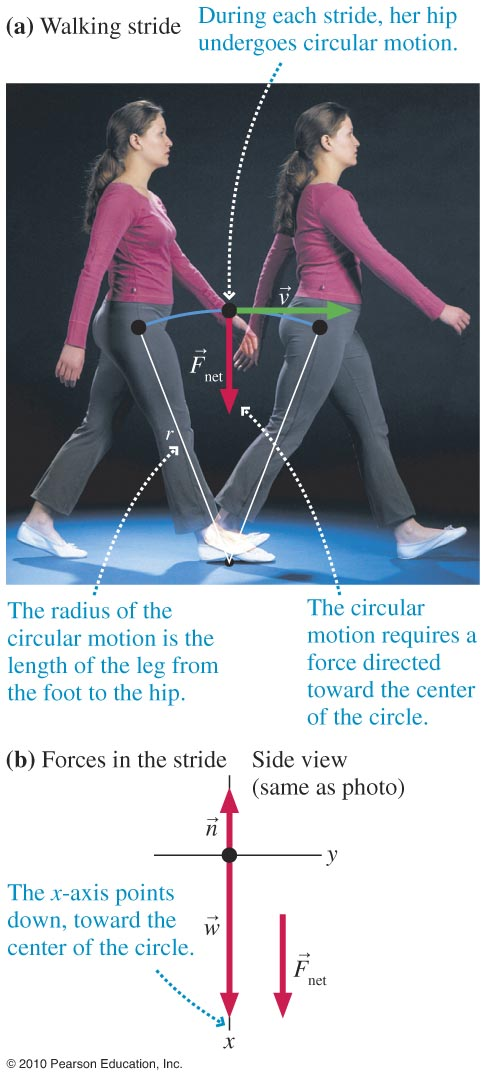 (a) Walking stride
During each stride, her hip
undergoes circular motion.
v
F net
r
The radius of the
circular motion is the
length of the leg from
the foot to the hip.
The circular
motion requires a
force directed
toward the center
of the circle.
(b) Forces in the stride
Side view
(same as photo)
n
y
The x-axis points
down, toward the
center of the circle.
w
F net
x
© 2010 Pearson Education, Inc.